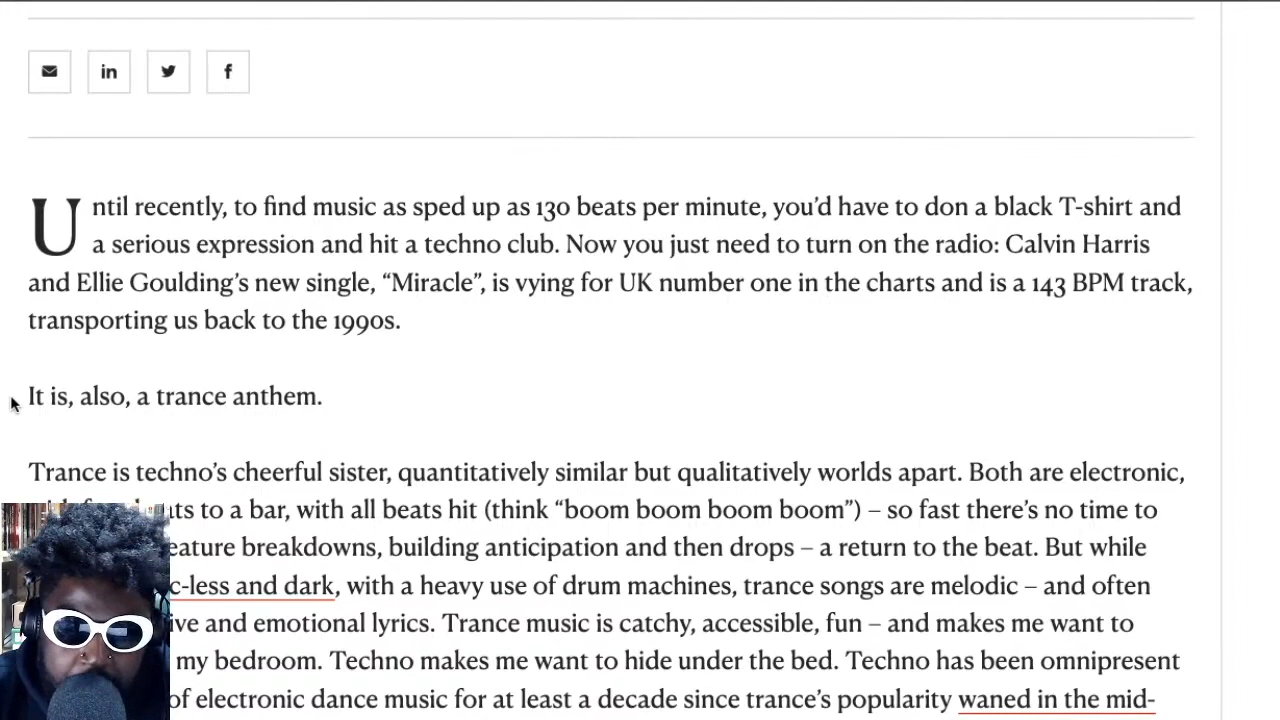 in
f
Until recently, to find music as sped up as 130 beats per minute, you’d have to don a black T-shirt and
a serious expression and hit a techno club. Now you just need to turn on the radio: Calvin Harris
and Ellie Goulding’s new single, “Miracle”, is vying for UK number one in the charts and is a 143 BPM track,
transporting us back to the 1990s.
It is, also, a trance anthem.
Trance is techno’s cheerful sister, quantitatively similar but qualitatively worlds apart. Both are electronic,
to a bar, with all beats hit (think “boom boom boom boom”) – so fast there’s no time to
breakdowns, building anticipation and then drops – a return to the beat. But while
c-less and dark, with a heavy use of drum machines, trance songs are melodic – and often
ive and emotional lyrics. Trance music is catchy, accessible, fun – and makes me want to
my bedroom. Techno makes me want to hide under the bed. Techno has been omnipresent
of electronic dance music for at least a decade since trance’s popularity waned in the mid-